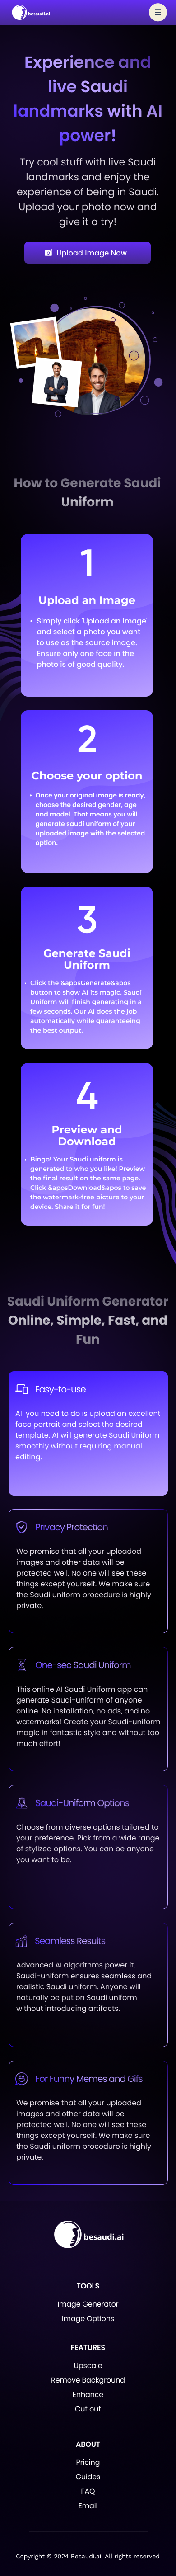 besaudi.ai
Experience and
live Saudi
landmarks with AI
power!
Try cool stuff with live Saudi
landmarks and enjoy the
experience of being in Saudi.
Upload your photo now and
give it a try!
Upload Image Now
How to Generate Saudi
Uniform
1
Upload an Image
• Simply click 'Upload an Image'
and select a photo you want
to use as the source image.
Ensure only one face in the
photo is of good quality.
2
Choose your option
• Once your original image is ready,
choose the desired gender, age
and model. That means you will
generate saudi uniform of your
uploaded image with the selected
option.
3
Generate Saudi
Uniform
• Click the &aposGenerate&apos
button to show AI its magic. Saudi
Uniform will finish generating in a
few seconds. Our AI does the job
automatically while guaranteeing
the best output.
4
Preview and
Download
• Bingo! Your Saudi uniform is
generated to who you like! Preview
the final result on the same page.
Click &aposDownload&apos to save
the watermark-free picture to your
device. Share it for fun!
Saudi Uniform Generator
Online, Simple, Fast, and
Fun
Easy-to-use
All you need to do is upload an excellent
face portrait and select the desired
template. AI will generate Saudi Uniform
smoothly without requiring manual
editing.
Privacy Protection
We promise that all your uploaded
images and other data will be
protected well. No one will see these
things except yourself. We make sure
the Saudi uniform procedure is highly
private.
One-sec Saudi Uniform
This online AI Saudi Uniform app can
generate Saudi-uniform of anyone
online. No installation, no ads, and no
watermarks! Create your Saudi-uniform
magic in fantastic style and without too
much effort!
Saudi-Uniform Options
Choose from diverse options tailored to
your preference. Pick from a wide range
of stylized options. You can be anyone
you want to be.
Seamless Results
Advanced AI algorithms power it.
Saudi-uniform ensures seamless and
realistic Saudi uniform. Anyone will
naturally be put on Saudi uniform
without introducing artifacts.
For Funny Memes and Gifs
We promise that all your uploaded
images and other data will be
protected well. No one will see these
things except yourself. We make sure
the Saudi uniform procedure is highly
private.
besaudi.ai
TOOLS
Image Generator
Image Options
FEATURES
Upscale
Remove Background
Enhance
Cut out
ABOUT
Pricing
Guides
FAQ
Email
Copyright © 2024 Besaudi.ai. All rights reserved